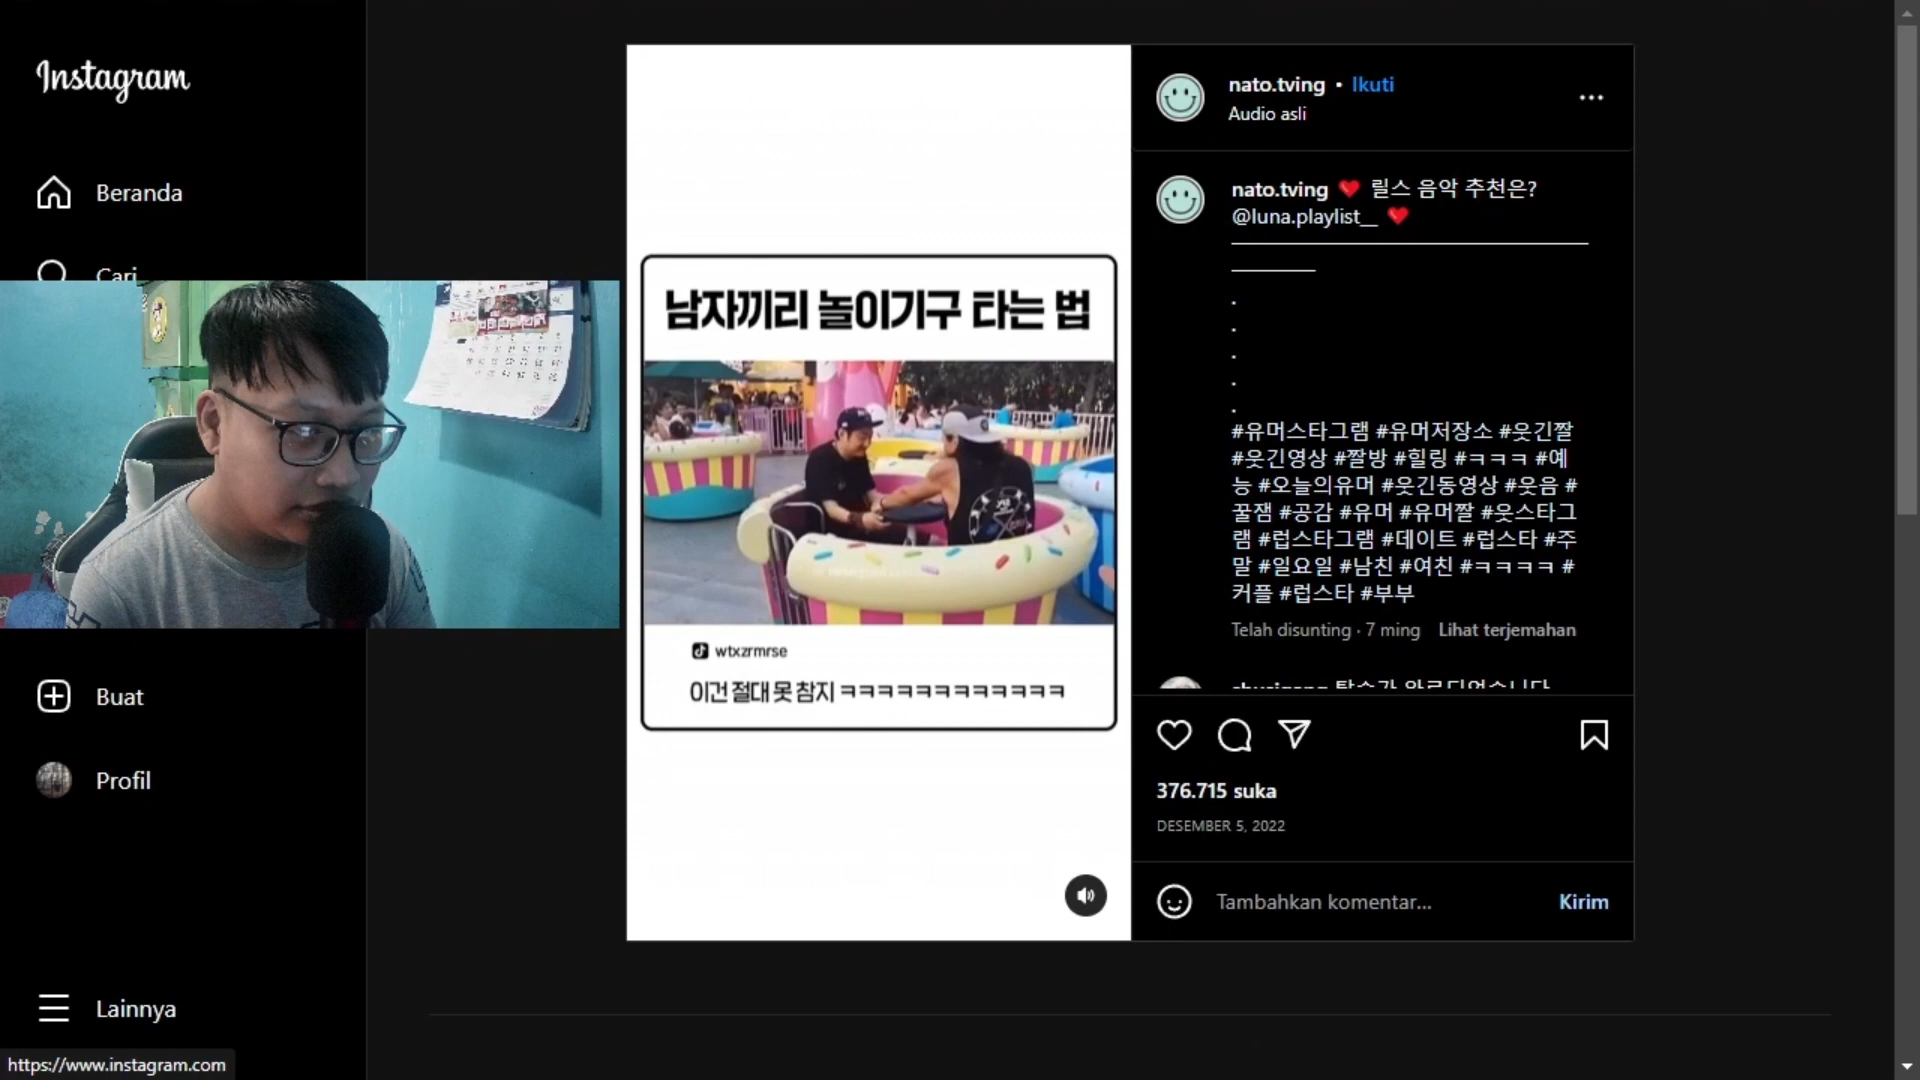 Instagram
Beranda
Cari
Buat
Profil
Lainnya
https://www.instagram.com
남자끼리 놀이기구 타는 법
wtxzrmrse
이건 절대 못 참지 ㅋㅋㅋㅋㅋㅋㅋㅋㅋㅋㅋㅋ
nato.tving • Ikuti
Audio asli
nato.tving ❤️ 릴스 음악 추천은?
@luna.playlist__ ❤️
.
.
.
.
.
#유머스타그램 #유머저장소 #웃긴짤
#웃긴영상 #짤방 #힐링 #ㅋㅋㅋ #예
능 #오늘의유머 #웃긴동영상 #웃음 #
꿀잼 #공감 #유머 #유머짤 #웃스타그
램 #럽스타그램 #데이트 #럽스타 #주
말 #일요일 #남친 #여친 #ㅋㅋㅋㅋ #
커플 #럽스타 #부부
Telah disunting · 7 ming Lihat terjemahan
376.715 suka
DESEMBER 5, 2022
Tambahkan komentar...
Kirim